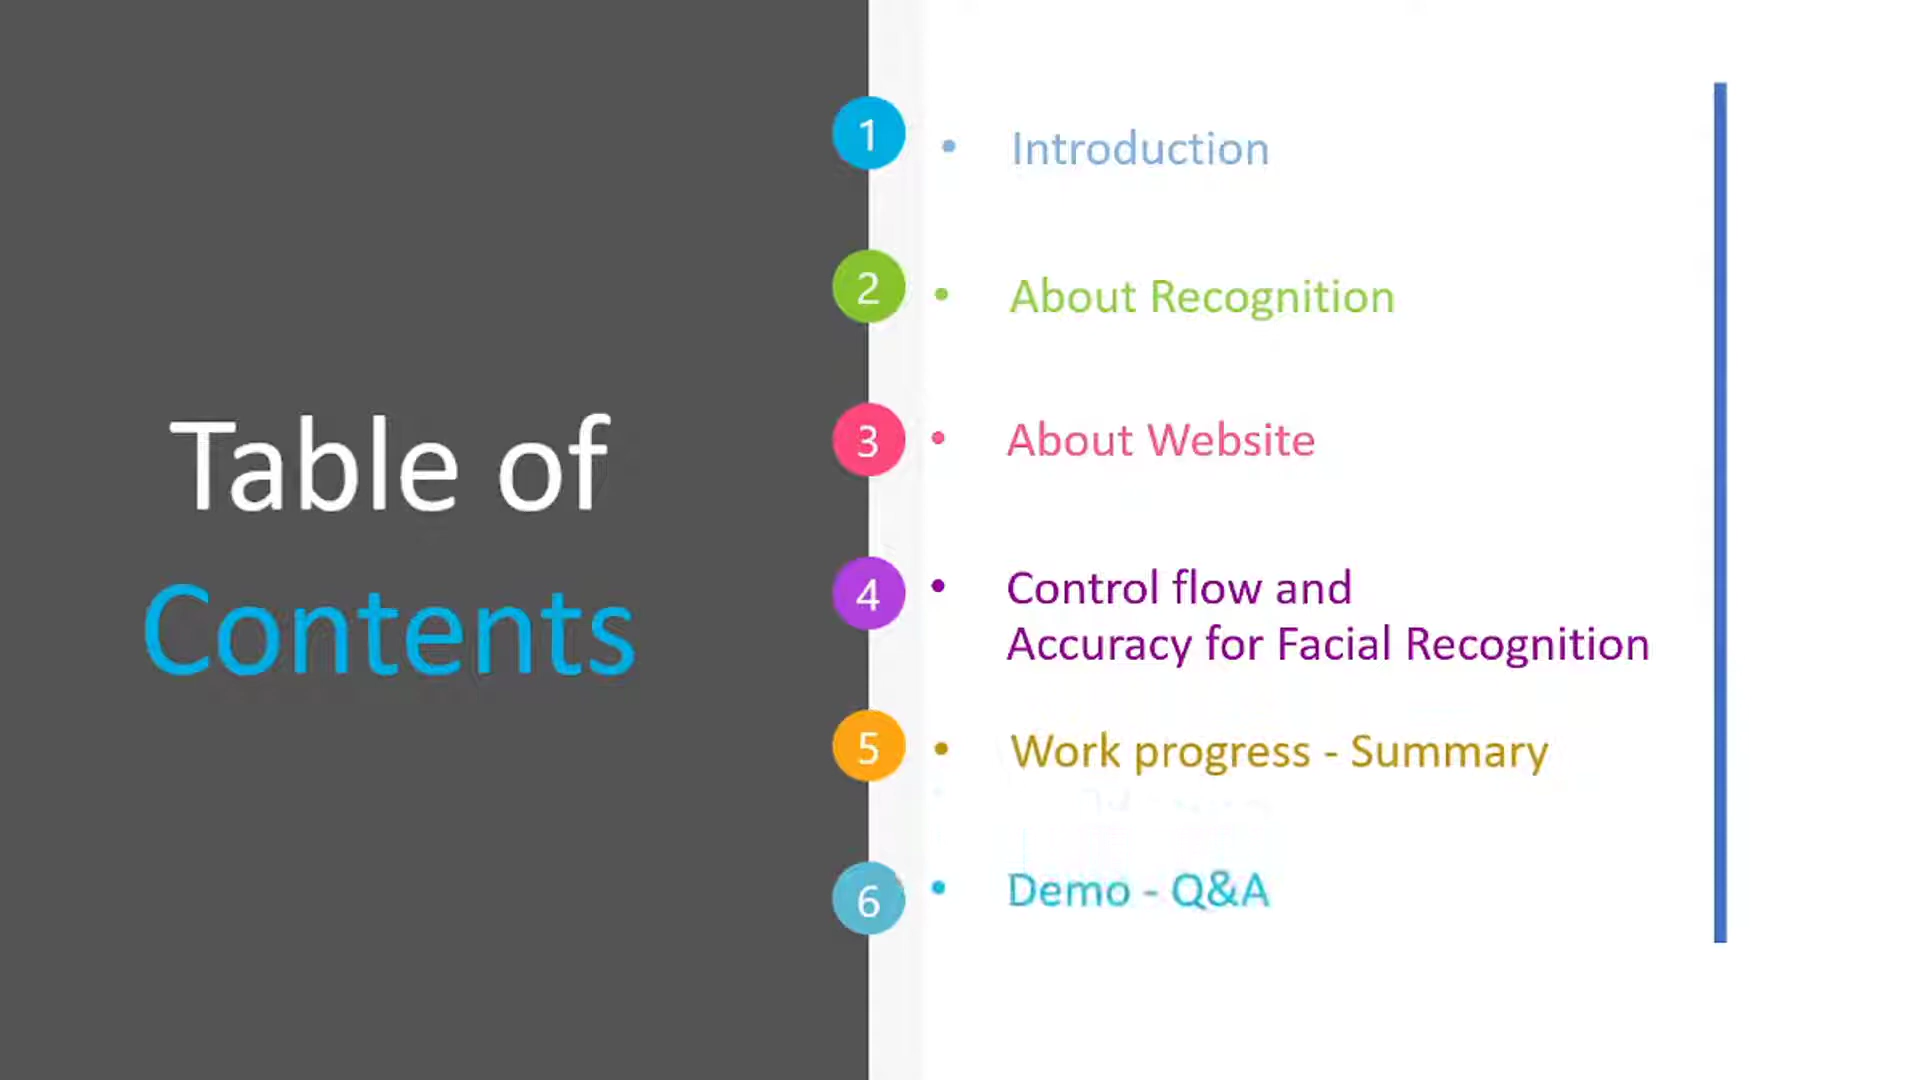 Table of
Contents
1
• Introduction
2
• About Recognition
3
• About Website
4
• Control flow and
Accuracy for Facial Recognition
5
• Work progress - Summary
6
• Demo - Q&A